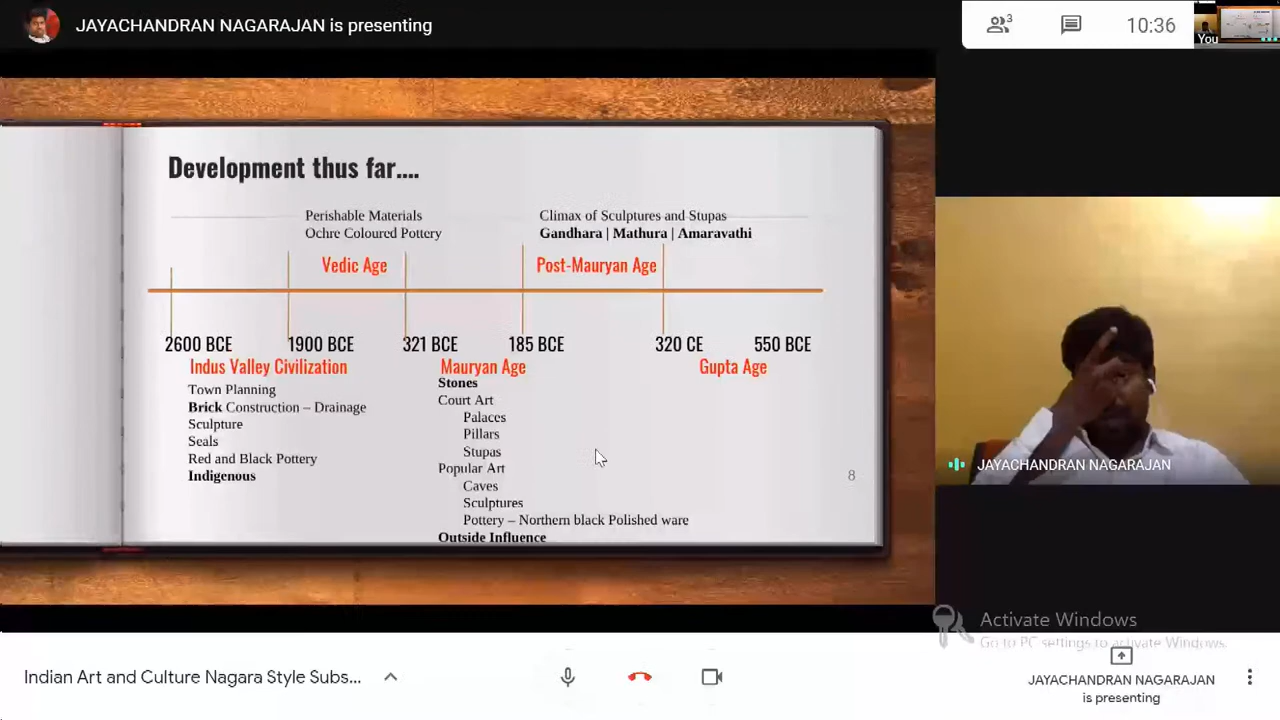 JAYACHANDRAN NAGARAJAN is presenting
3
10:36
You
Development thus far....
Perishable Materials
Ochre Coloured Pottery
Climax of Sculptures and Stupas
Gandhara | Mathura | Amaravathi
Vedic Age
Post-Mauryan Age
2600 BCE
1900 BCE
321 BCE
185 BCE
320 CE
550 BCE
Indus Valley Civilization
Mauryan Age
Gupta Age
Town Planning
Brick Construction – Drainage
Sculpture
Seals
Red and Black Pottery
Indigenous
Stones
Court Art
Palaces
Pillars
Stupas
Popular Art
Caves
Sculptures
Pottery – Northern black Polished ware
Outside Influence
8
JAYACHANDRAN NAGARAJAN
Activate Windows
Go to PC settings to activate Windows.
Indian Art and Culture Nagara Style Subs...
JAYACHANDRAN NAGARAJAN
is presenting